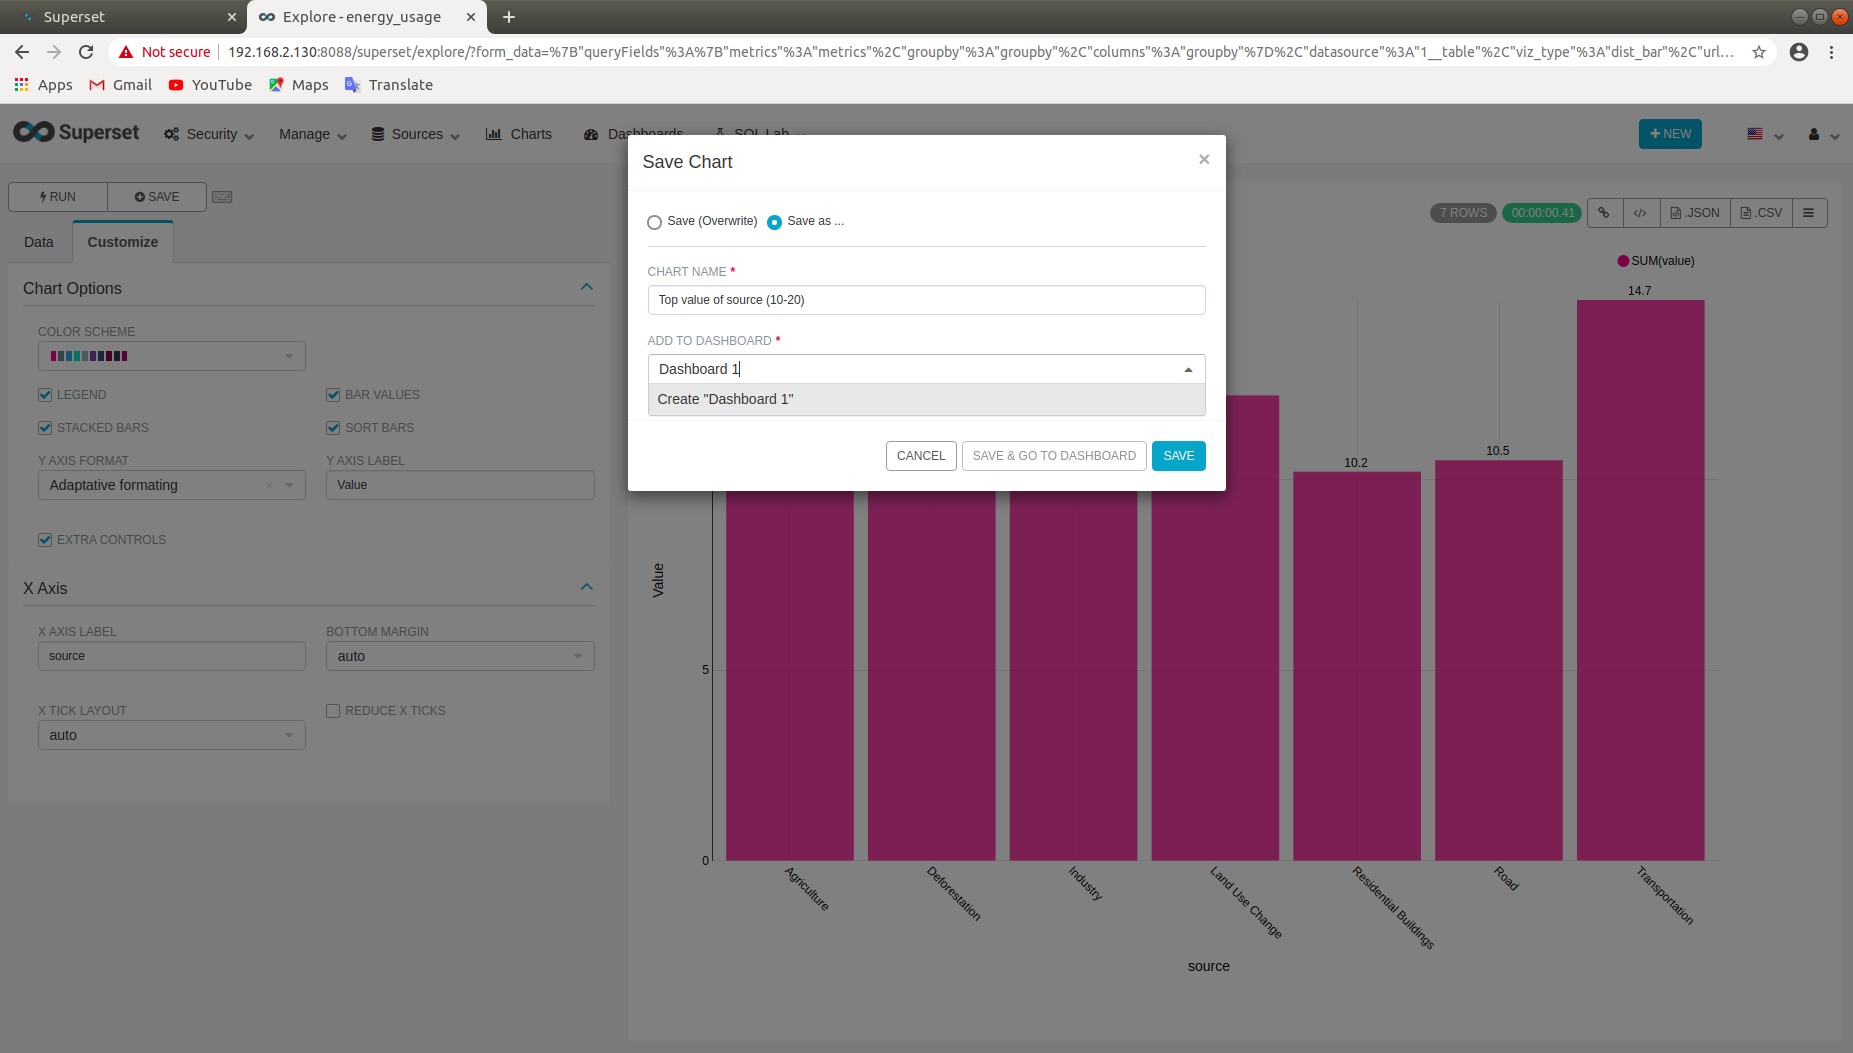 Superset
Explore - energy_usage
Not secure
192.168.2.130:8088/superset/explore/?form_data=%7B"queryFields"%3A%7B"metrics"%3A"metrics"%2C"groupby"%3A"groupby"%2C"columns"%3A"groupby"%7D%2C"datasource"%3A"1__table"%2C"viz_type"%3A"dist_bar"%2C"url...
Apps
Gmail
YouTube
Maps
Translate
Superset
Security
Manage
Sources
Charts
Dashboards
SQL Lab
+ NEW
RUN
SAVE
Data
Customize
Chart Options
COLOR SCHEME
LEGEND
BAR VALUES
STACKED BARS
SORT BARS
Y AXIS FORMAT
Y AXIS LABEL
Adaptative formating
Value
EXTRA CONTROLS
X Axis
X AXIS LABEL
BOTTOM MARGIN
source
auto
X TICK LAYOUT
REDUCE X TICKS
auto
Save Chart
×
Save (Overwrite)
Save as ...
CHART NAME *
Top value of source (10-20)
ADD TO DASHBOARD *
Dashboard 1
Create "Dashboard 1"
CANCEL
SAVE & GO TO DASHBOARD
SAVE
7 ROWS
00:00:00.41
</>
.JSON
.CSV
SUM(value)
14.7
10.2
10.5
Value
5
0
Agriculture
Deforestation
Industry
Land Use Change
Residential Buildings
Road
Transportation
source